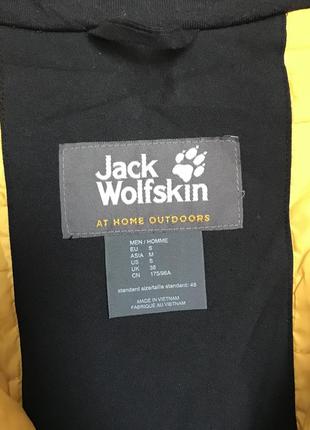 Jack
Wolfskin
AT HOME OUTDOORS
MEN / HOMME
EU S
ASIA M
US S
UK 38
CN 175/96A
standard size/taille standard: 48
MADE IN VIETNAM
FABRIQUE AU VIETNAM